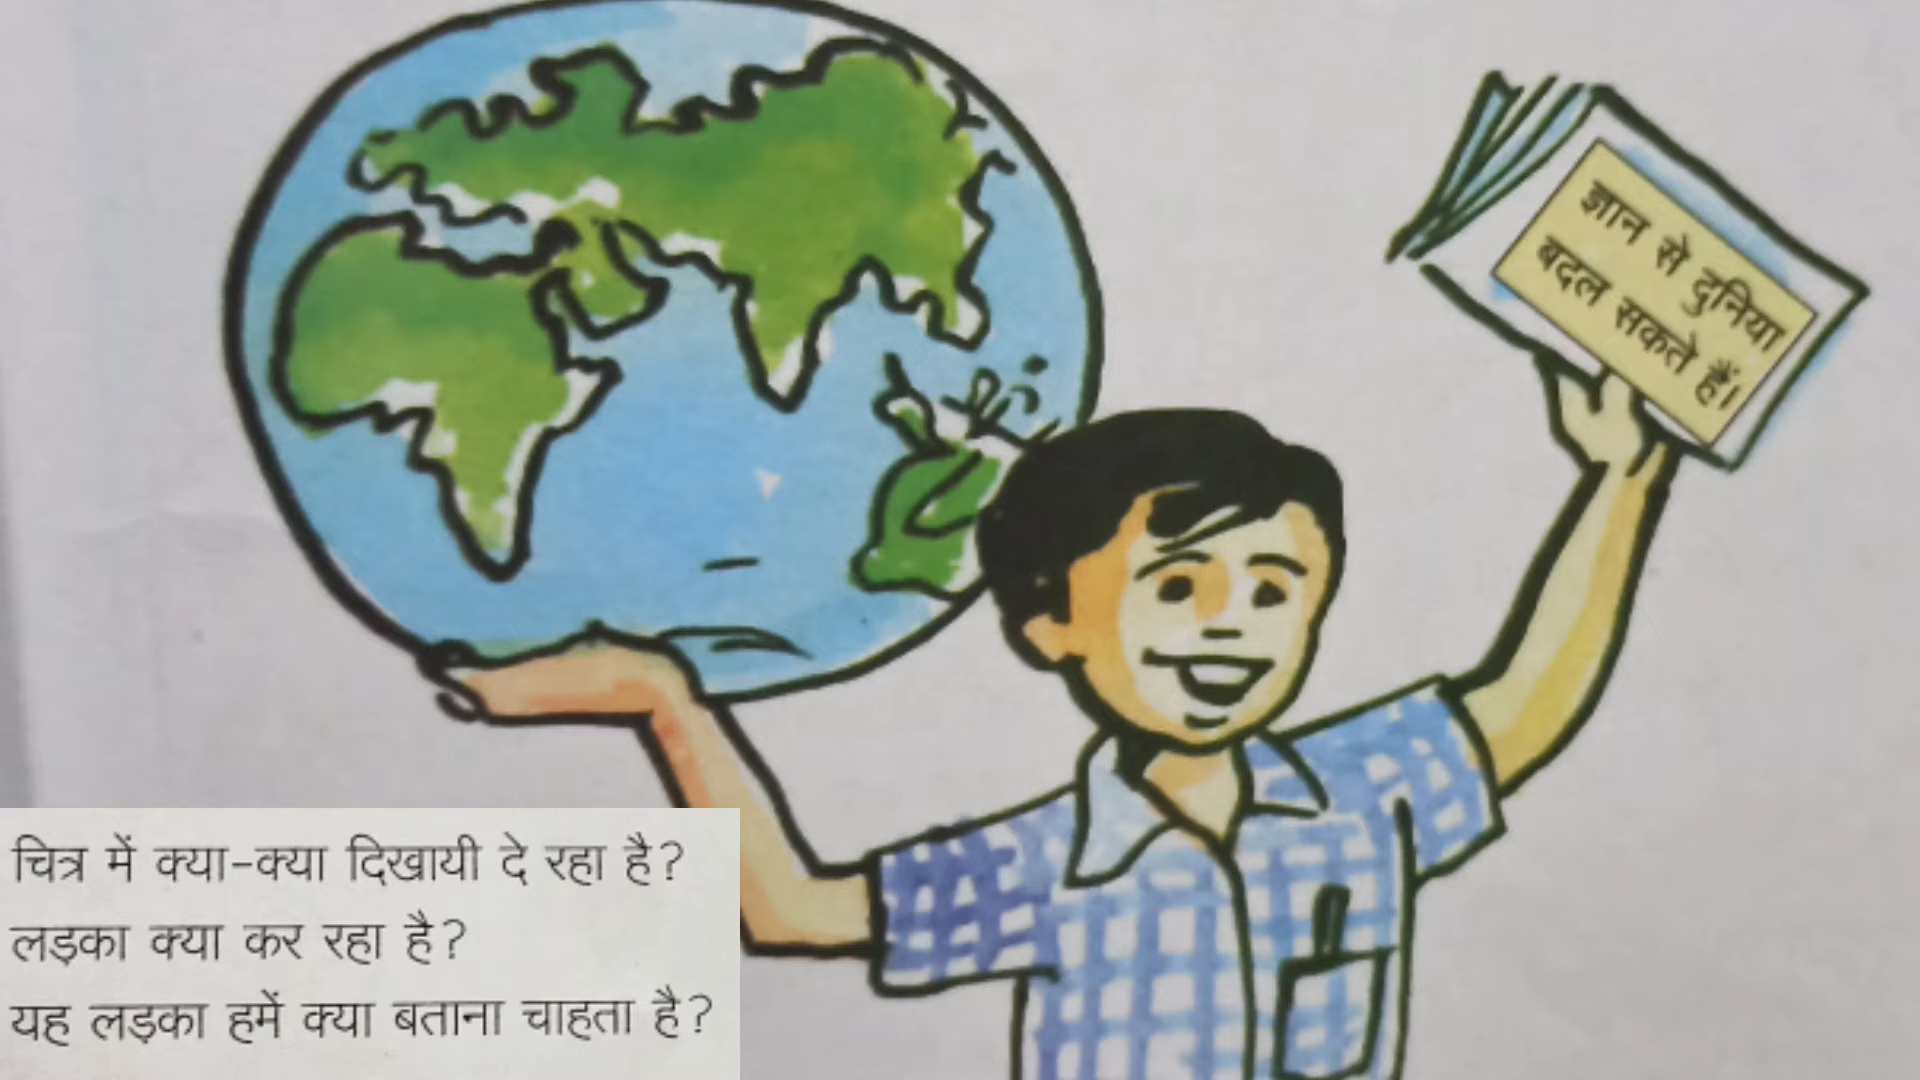 ज्ञान से दुनिया
बदल सकते हैं।
चित्र में क्या-क्या दिखायी दे रहा है?
लड़का क्या कर रहा है?
यह लड़का हमें क्या बताना चाहता है?